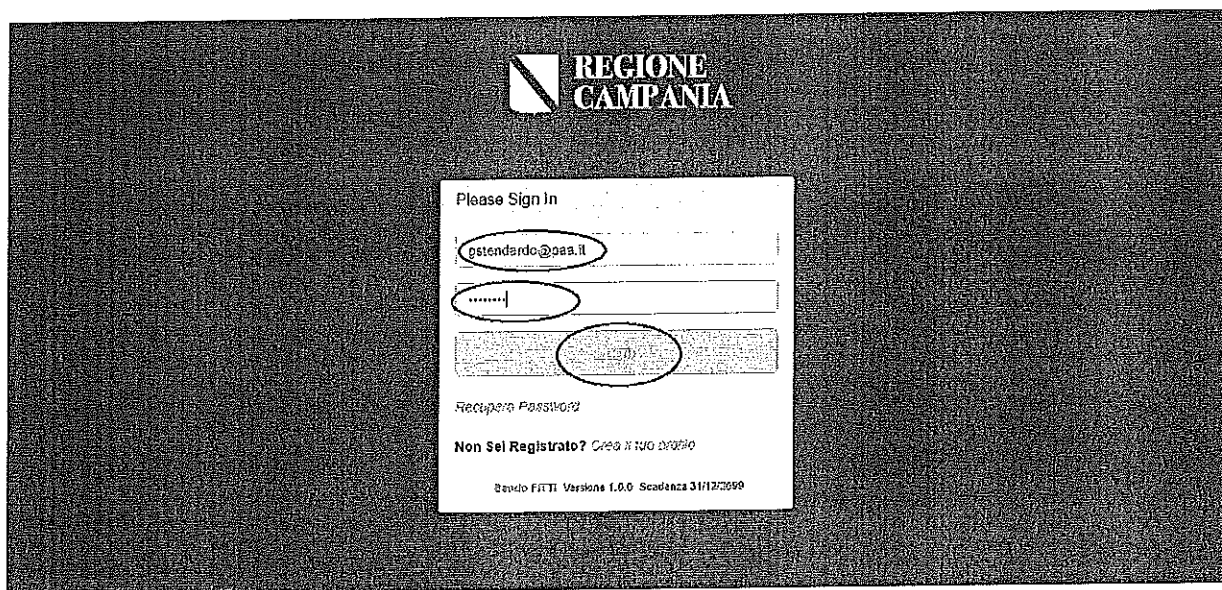 REGIONE
CAMPANIA
Please Sign In
gstendardo@paa.it
••••••••
Recupera Password
Non Sei Registrato? Crea il tuo profilo
Bando FITTI Versione 1.0.0 Scadenza 31/12/2099